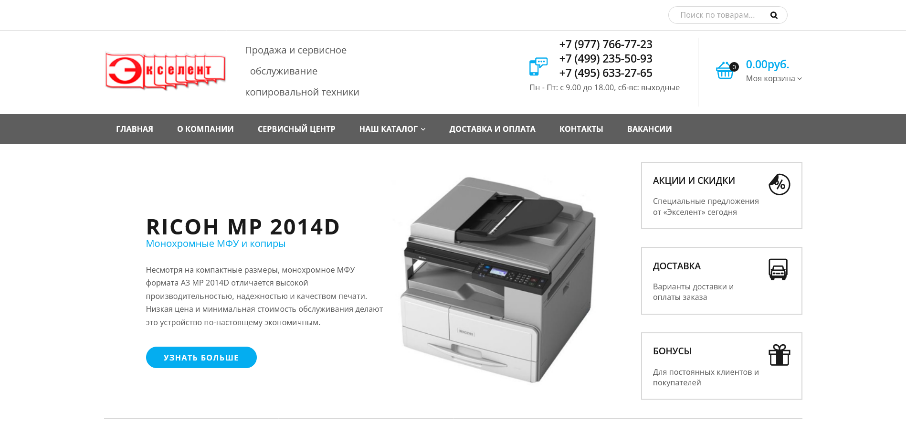 Поиск по товарам...
Экселент
Продажа и сервисное
обслуживание
копировальной техники
+7 (977) 766-77-23
+7 (499) 235-50-93
+7 (495) 633-27-65
Пн - Пт: с 9.00 до 18.00, сб-вс: выходные
0
0.00руб.
Моя корзина
ГЛАВНАЯ
О КОМПАНИИ
СЕРВИСНЫЙ ЦЕНТР
НАШ КАТАЛОГ
ДОСТАВКА И ОПЛАТА
КОНТАКТЫ
ВАКАНСИИ
RICOH MP 2014D
Монохромные МФУ и копиры
Несмотря на компактные размеры, монохромное МФУ
формата А3 MP 2014D отличается высокой
производительностью, надежностью и качеством печати.
Низкая цена и минимальная стоимость обслуживания делают
это устройство по-настоящему экономичным.
УЗНАТЬ БОЛЬШЕ
АКЦИИ И СКИДКИ
Специальные предложения
от «Экселент» сегодня
ДОСТАВКА
Варианты доставки и
оплаты заказа
БОНУСЫ
Для постоянных клиентов и
покупателей